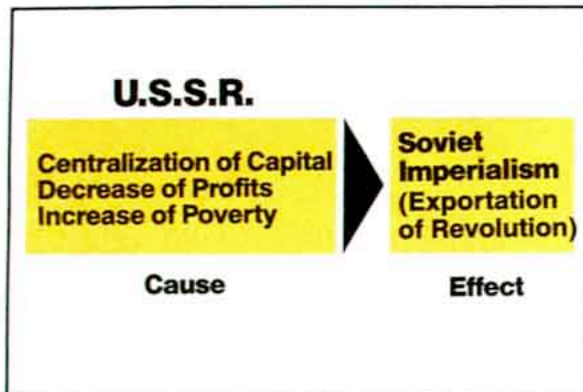 U.S.S.R.
Centralization of Capital
Decrease of Profits
Increase of Poverty
Cause
Soviet
Imperialism
(Exportation
of Revolution)
Effect